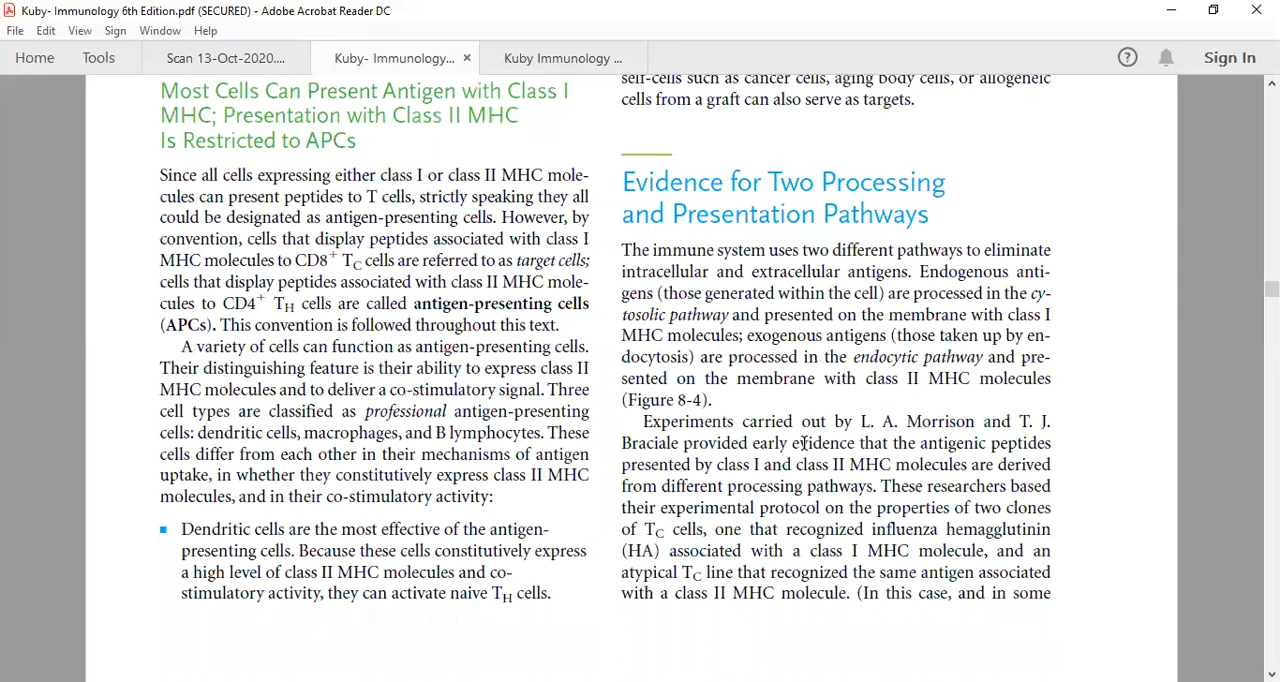 Kuby- Immunology 6th Edition.pdf (SECURED) - Adobe Acrobat Reader DC
File Edit View Sign Window Help
Home Tools Scan 13-Oct-2020.... Kuby- Immunology... × Kuby Immunology ... Sign In
Most Cells Can Present Antigen with Class I
MHC; Presentation with Class II MHC
Is Restricted to APCs
Since all cells expressing either class I or class II MHC mole-
cules can present peptides to T cells, strictly speaking they all
could be designated as antigen-presenting cells. However, by
convention, cells that display peptides associated with class I
MHC molecules to CD8+ TC cells are referred to as target cells;
cells that display peptides associated with class II MHC mole-
cules to CD4+ TH cells are called antigen-presenting cells
(APCs). This convention is followed throughout this text.
A variety of cells can function as antigen-presenting cells.
Their distinguishing feature is their ability to express class II
MHC molecules and to deliver a co-stimulatory signal. Three
cell types are classified as professional antigen-presenting
cells: dendritic cells, macrophages, and B lymphocytes. These
cells differ from each other in their mechanisms of antigen
uptake, in whether they constitutively express class II MHC
molecules, and in their co-stimulatory activity:
■ Dendritic cells are the most effective of the antigen-
presenting cells. Because these cells constitutively express
a high level of class II MHC molecules and co-
stimulatory activity, they can activate naive TH cells.
self-cells such as cancer cells, aging body cells, or allogeneic
cells from a graft can also serve as targets.
Evidence for Two Processing
and Presentation Pathways
The immune system uses two different pathways to eliminate
intracellular and extracellular antigens. Endogenous anti-
gens (those generated within the cell) are processed in the cy-
tosolic pathway and presented on the membrane with class I
MHC molecules; exogenous antigens (those taken up by en-
docytosis) are processed in the endocytic pathway and pre-
sented on the membrane with class II MHC molecules
(Figure 8-4).
Experiments carried out by L. A. Morrison and T. J.
Braciale provided early evidence that the antigenic peptides
presented by class I and class II MHC molecules are derived
from different processing pathways. These researchers based
their experimental protocol on the properties of two clones
of TC cells, one that recognized influenza hemagglutinin
(HA) associated with a class I MHC molecule, and an
atypical TC line that recognized the same antigen associated
with a class II MHC molecule. (In this case, and in some